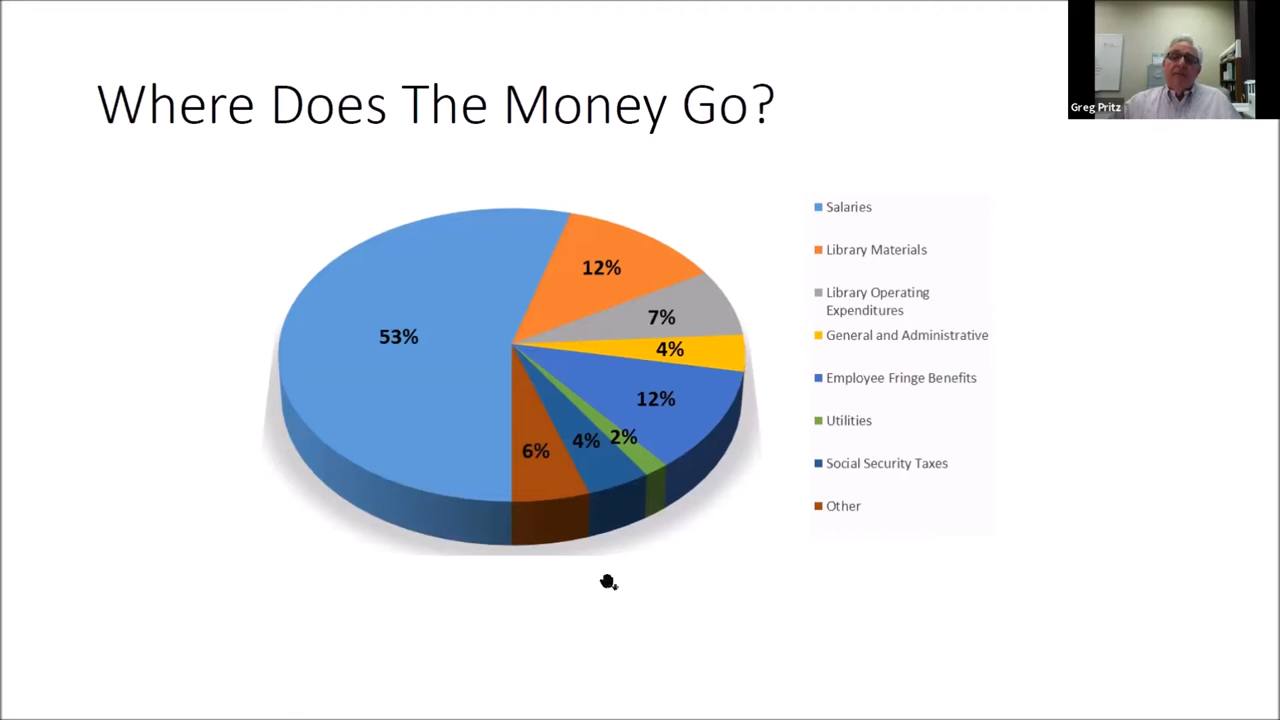 Where Does The Money Go?
Greg Pritz
53%
12%
7%
4%
12%
2%
4%
6%
Salaries
Library Materials
Library Operating
Expenditures
General and Administrative
Employee Fringe Benefits
Utilities
Social Security Taxes
Other